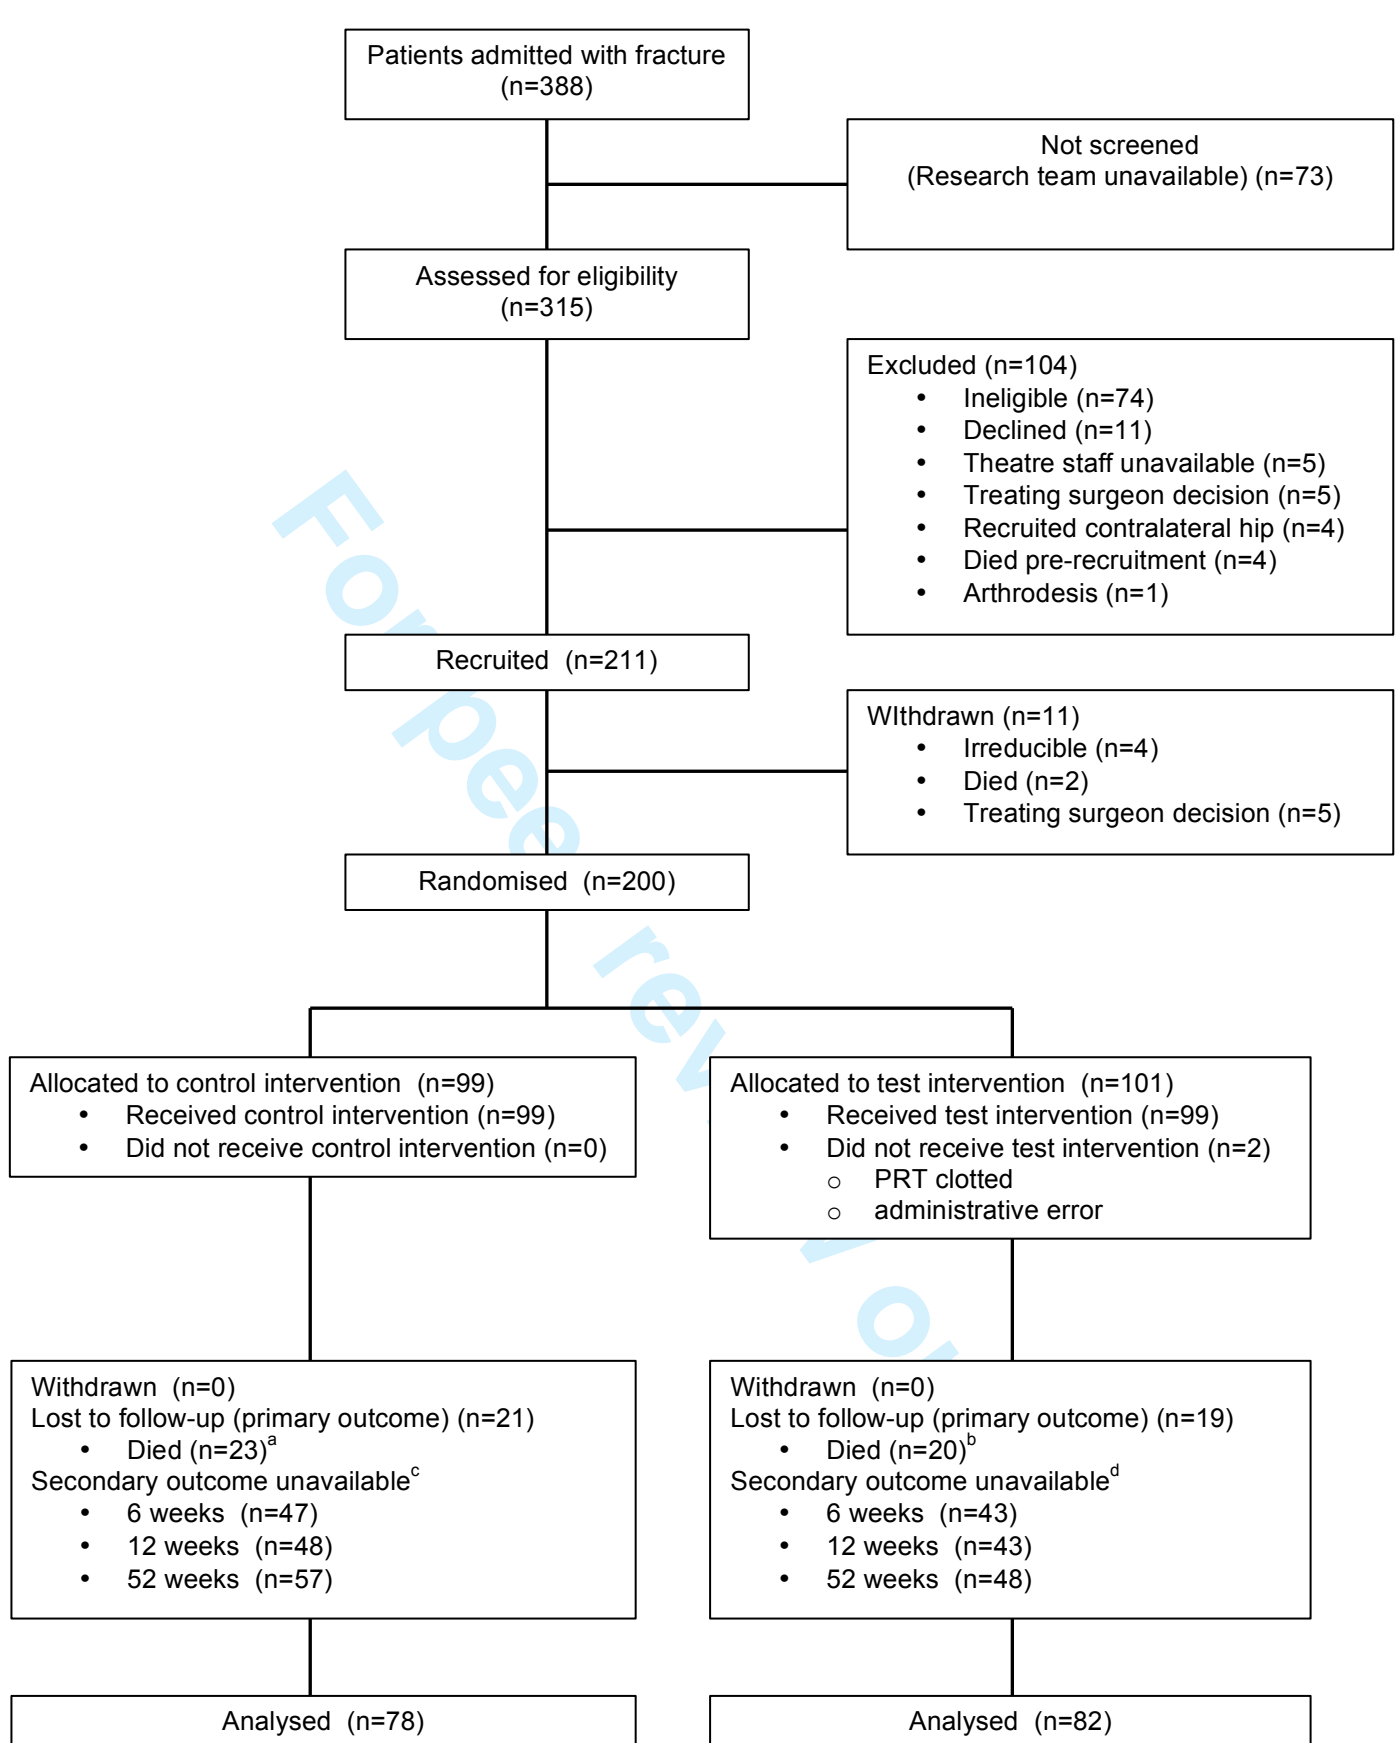 Patients admitted with fracture
(n=388)
Not screened
(Research team unavailable) (n=73)
Assessed for eligibility
(n=315)
Excluded (n=104)
• Ineligible (n=74)
• Declined (n=11)
• Theatre staff unavailable (n=5)
• Treating surgeon decision (n=5)
• Recruited contralateral hip (n=4)
• Died pre-recruitment (n=4)
• Arthrodesis (n=1)
Recruited (n=211)
WIthdrawn (n=11)
• Irreducible (n=4)
• Died (n=2)
• Treating surgeon decision (n=5)
Randomised (n=200)
Allocated to control intervention (n=99)
• Received control intervention (n=99)
• Did not receive control intervention (n=0)
Allocated to test intervention (n=101)
• Received test intervention (n=99)
• Did not receive test intervention (n=2)
o PRT clotted
o administrative error
Withdrawn (n=0)
Lost to follow-up (primary outcome) (n=21)
• Died (n=23)a
Secondary outcome unavailablec
• 6 weeks (n=47)
• 12 weeks (n=48)
• 52 weeks (n=57)
Withdrawn (n=0)
Lost to follow-up (primary outcome) (n=19)
• Died (n=20)b
Secondary outcome unavailabled
• 6 weeks (n=43)
• 12 weeks (n=43)
• 52 weeks (n=48)
Analysed (n=78)
Analysed (n=82)
For peer review